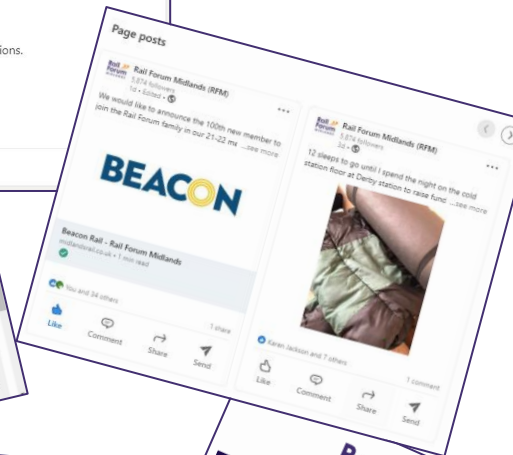 ions.
Page posts
Rail Forum Midlands (RFM)
5,874 followers
1d • Edited •
We would like to announce the 100th new member to
join the Rail Forum family in our 21-22 me ...see more
BEACON
Beacon Rail - Rail Forum Midlands
midlandsrail.co.uk • 1 min read
You and 34 others
1 share
Like
Comment
Share
Send
Rail Forum Midlands (RFM)
5,874 followers
3d •
12 sleeps to go until I spend the night on the cold
station floor at Derby station to raise fund ...see more
Karen Jackson and 7 others
1 comment
Like
Comment
Share
Send